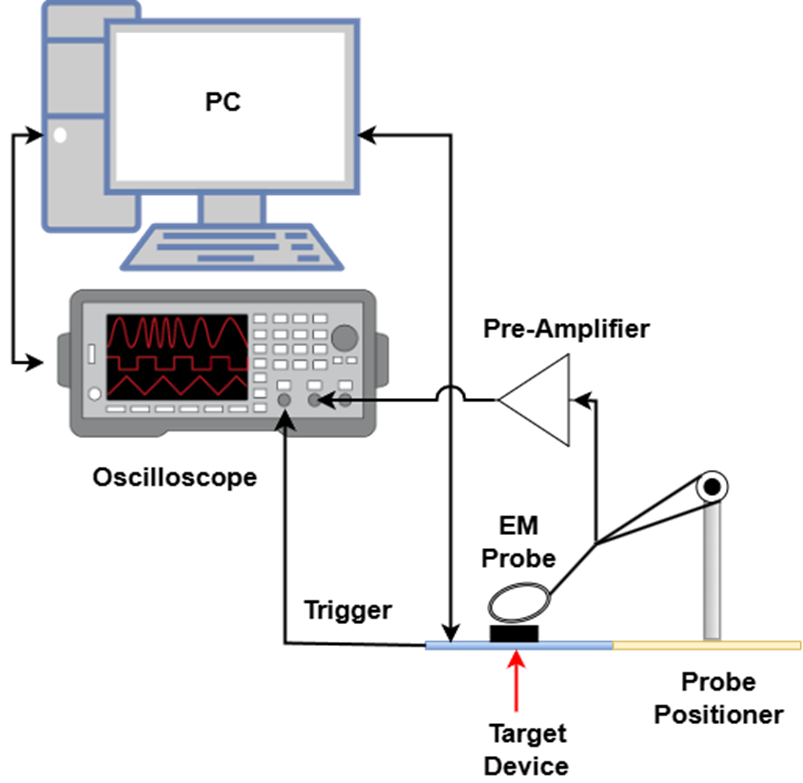 PC
Pre-Amplifier
Oscilloscope
EM
Probe
Trigger
Probe
Positioner
Target
Device